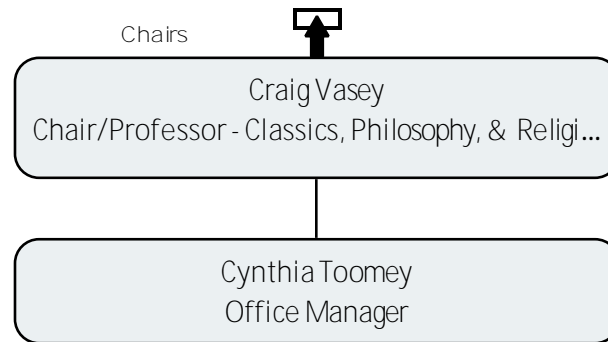 Chairs
Craig Vasey
Chair/Professor - Classics, Philosophy, & Religi...
Cynthia Toomey
Office Manager